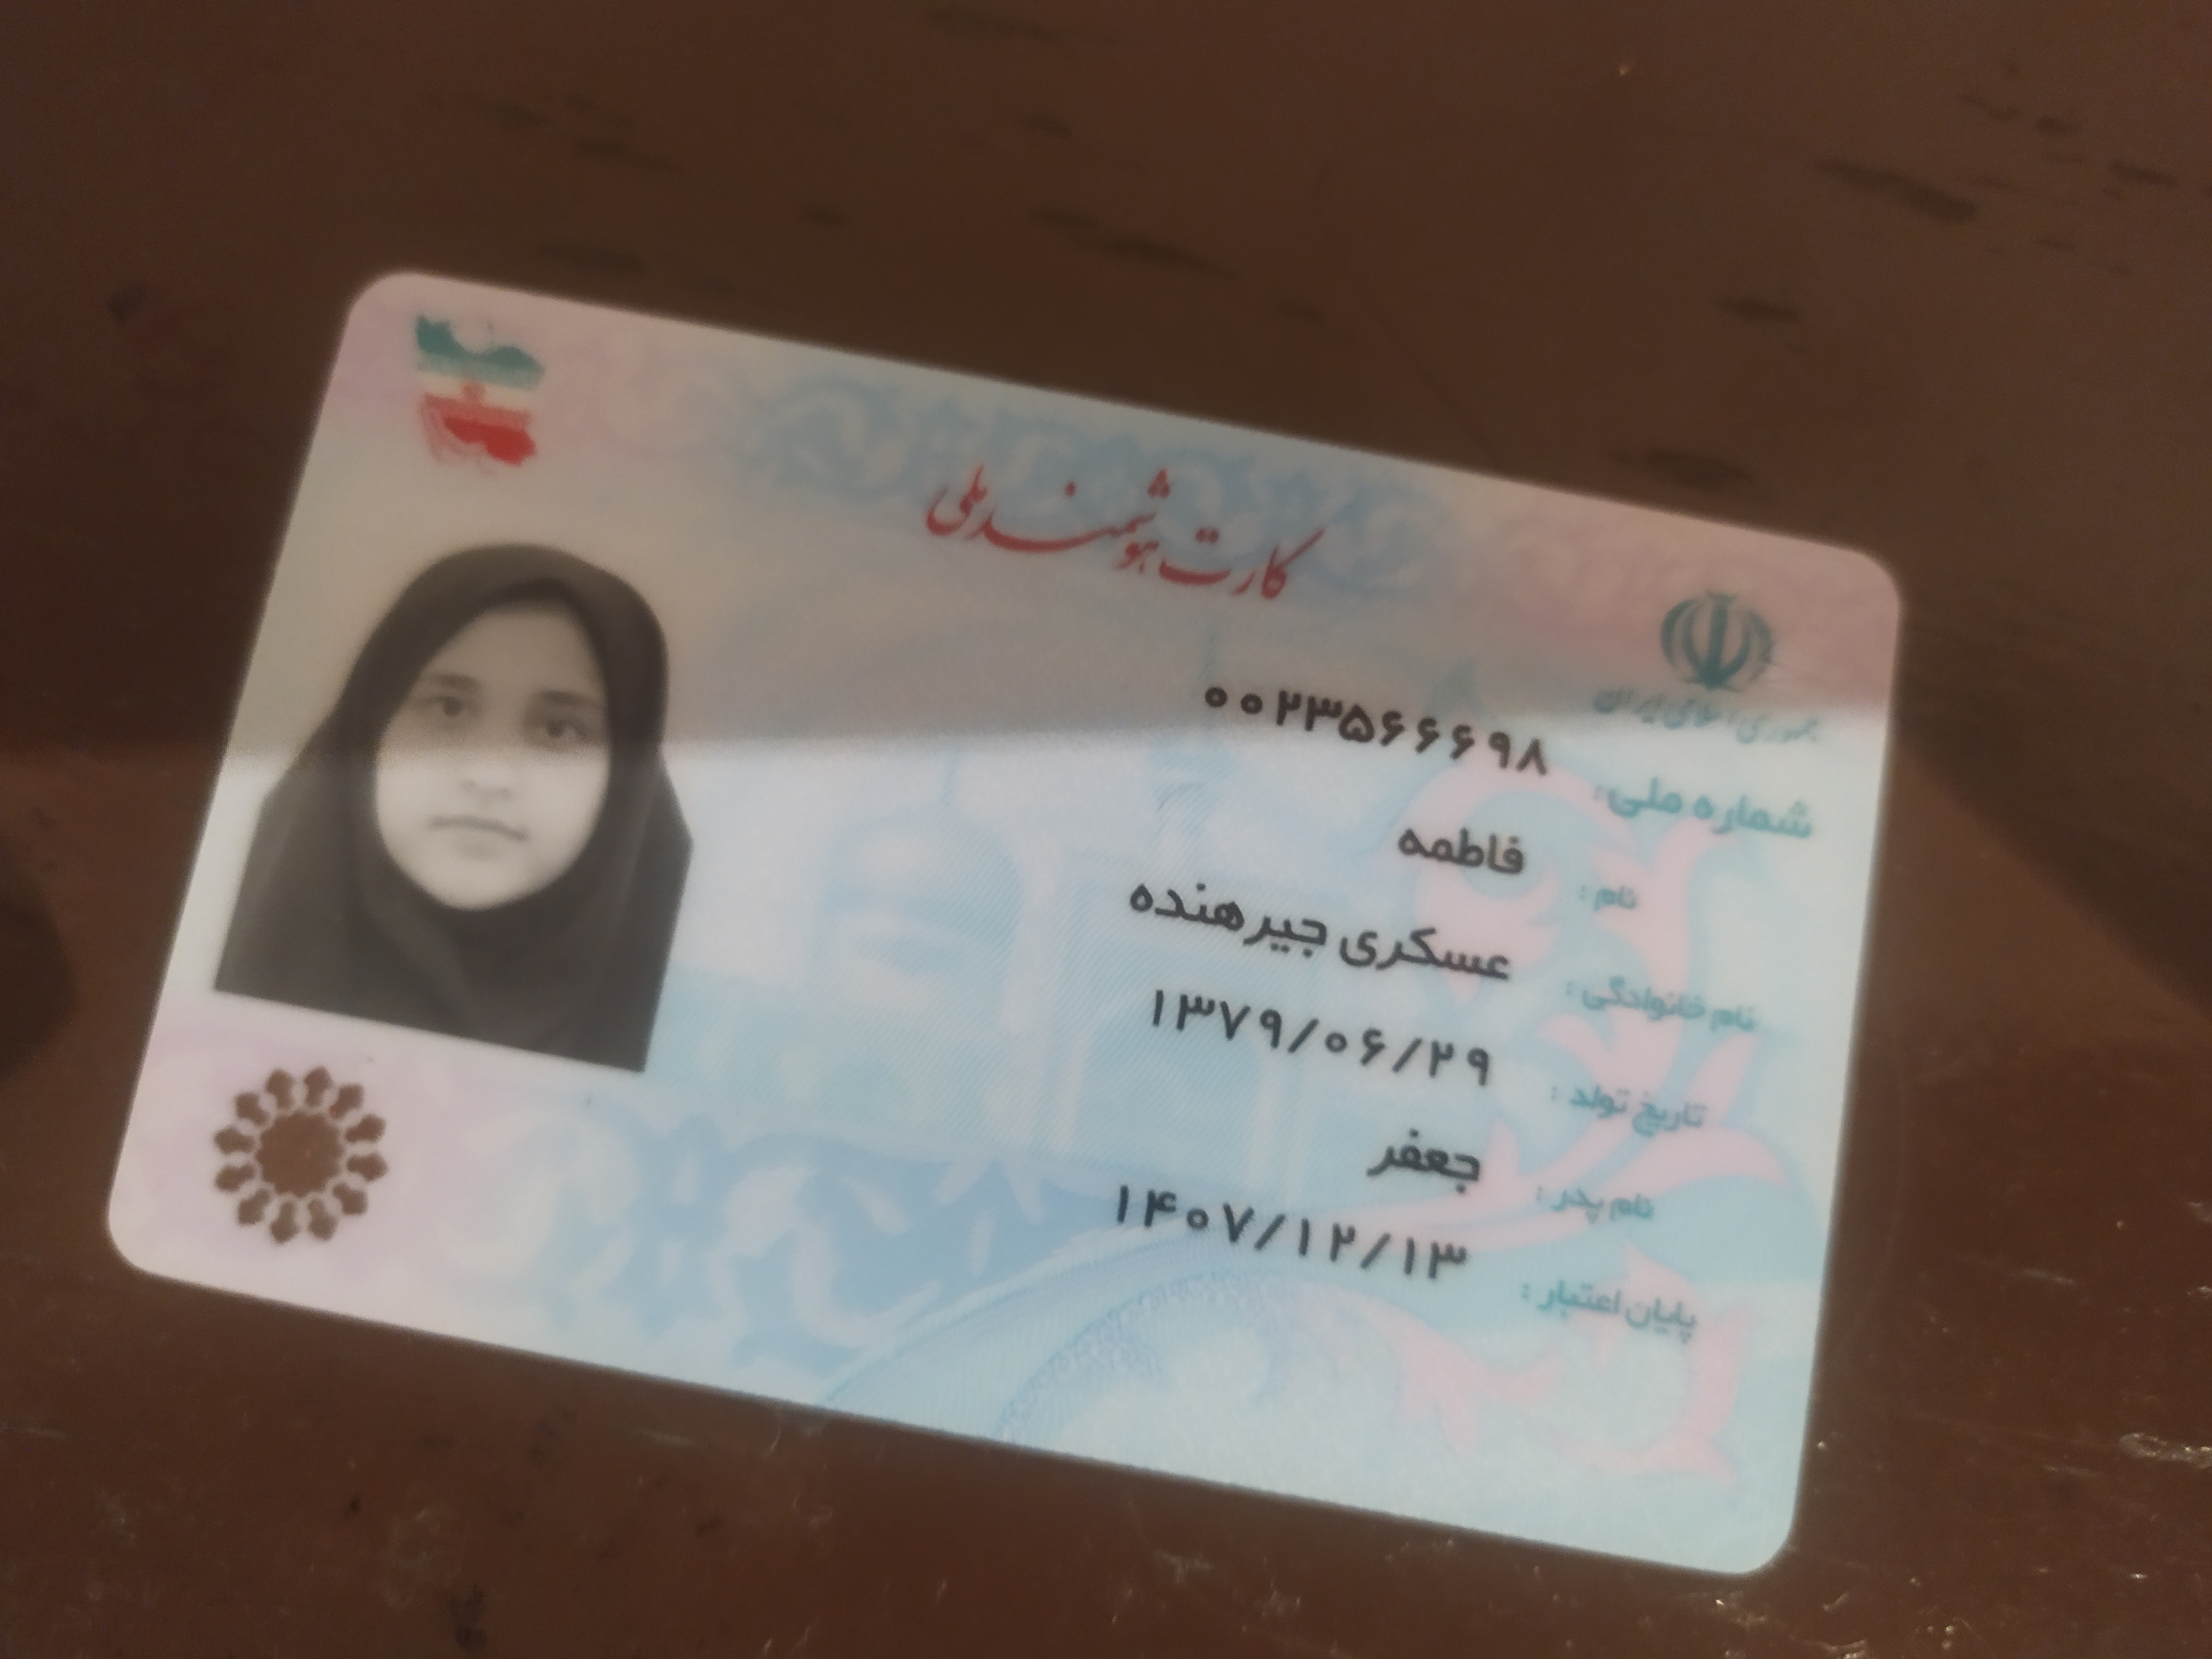 کارت هوشمند ملی
جمهوری اسلامی ایران
شماره ملی: ۰۰۲۳۵۶۶۶۹۸
نام: فاطمه
نام خانوادگی: عسکری جیرهنده
تاریخ تولد: ۱۳۷۹/۰۶/۲۹
نام پدر: جعفر
پایان اعتبار: ۱۴۰۷/۱۲/۱۳